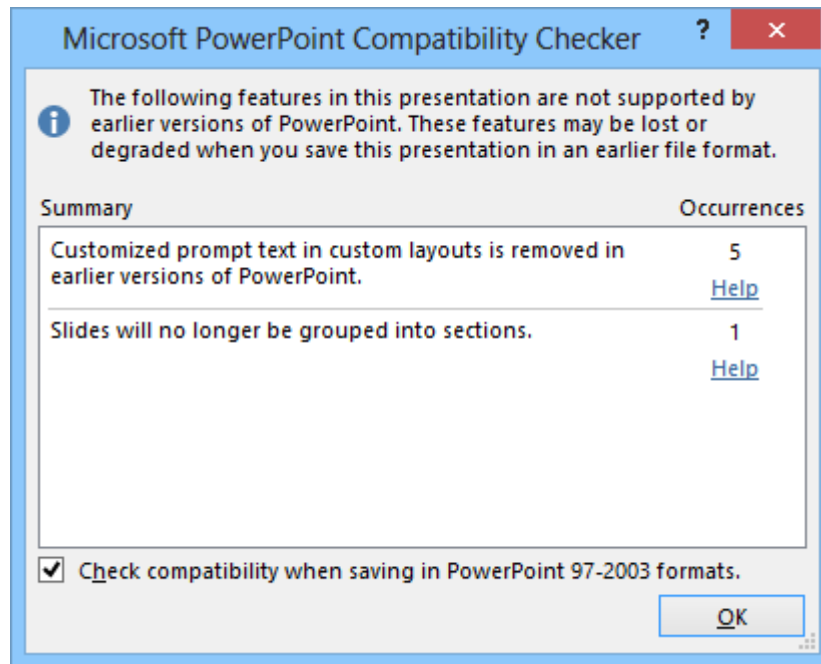 Microsoft PowerPoint Compatibility Checker ? ×
The following features in this presentation are not supported by
earlier versions of PowerPoint. These features may be lost or
degraded when you save this presentation in an earlier file format.
Summary Occurrences
Customized prompt text in custom layouts is removed in 5
earlier versions of PowerPoint. Help
Slides will no longer be grouped into sections. 1
Help
Check compatibility when saving in PowerPoint 97-2003 formats.
OK